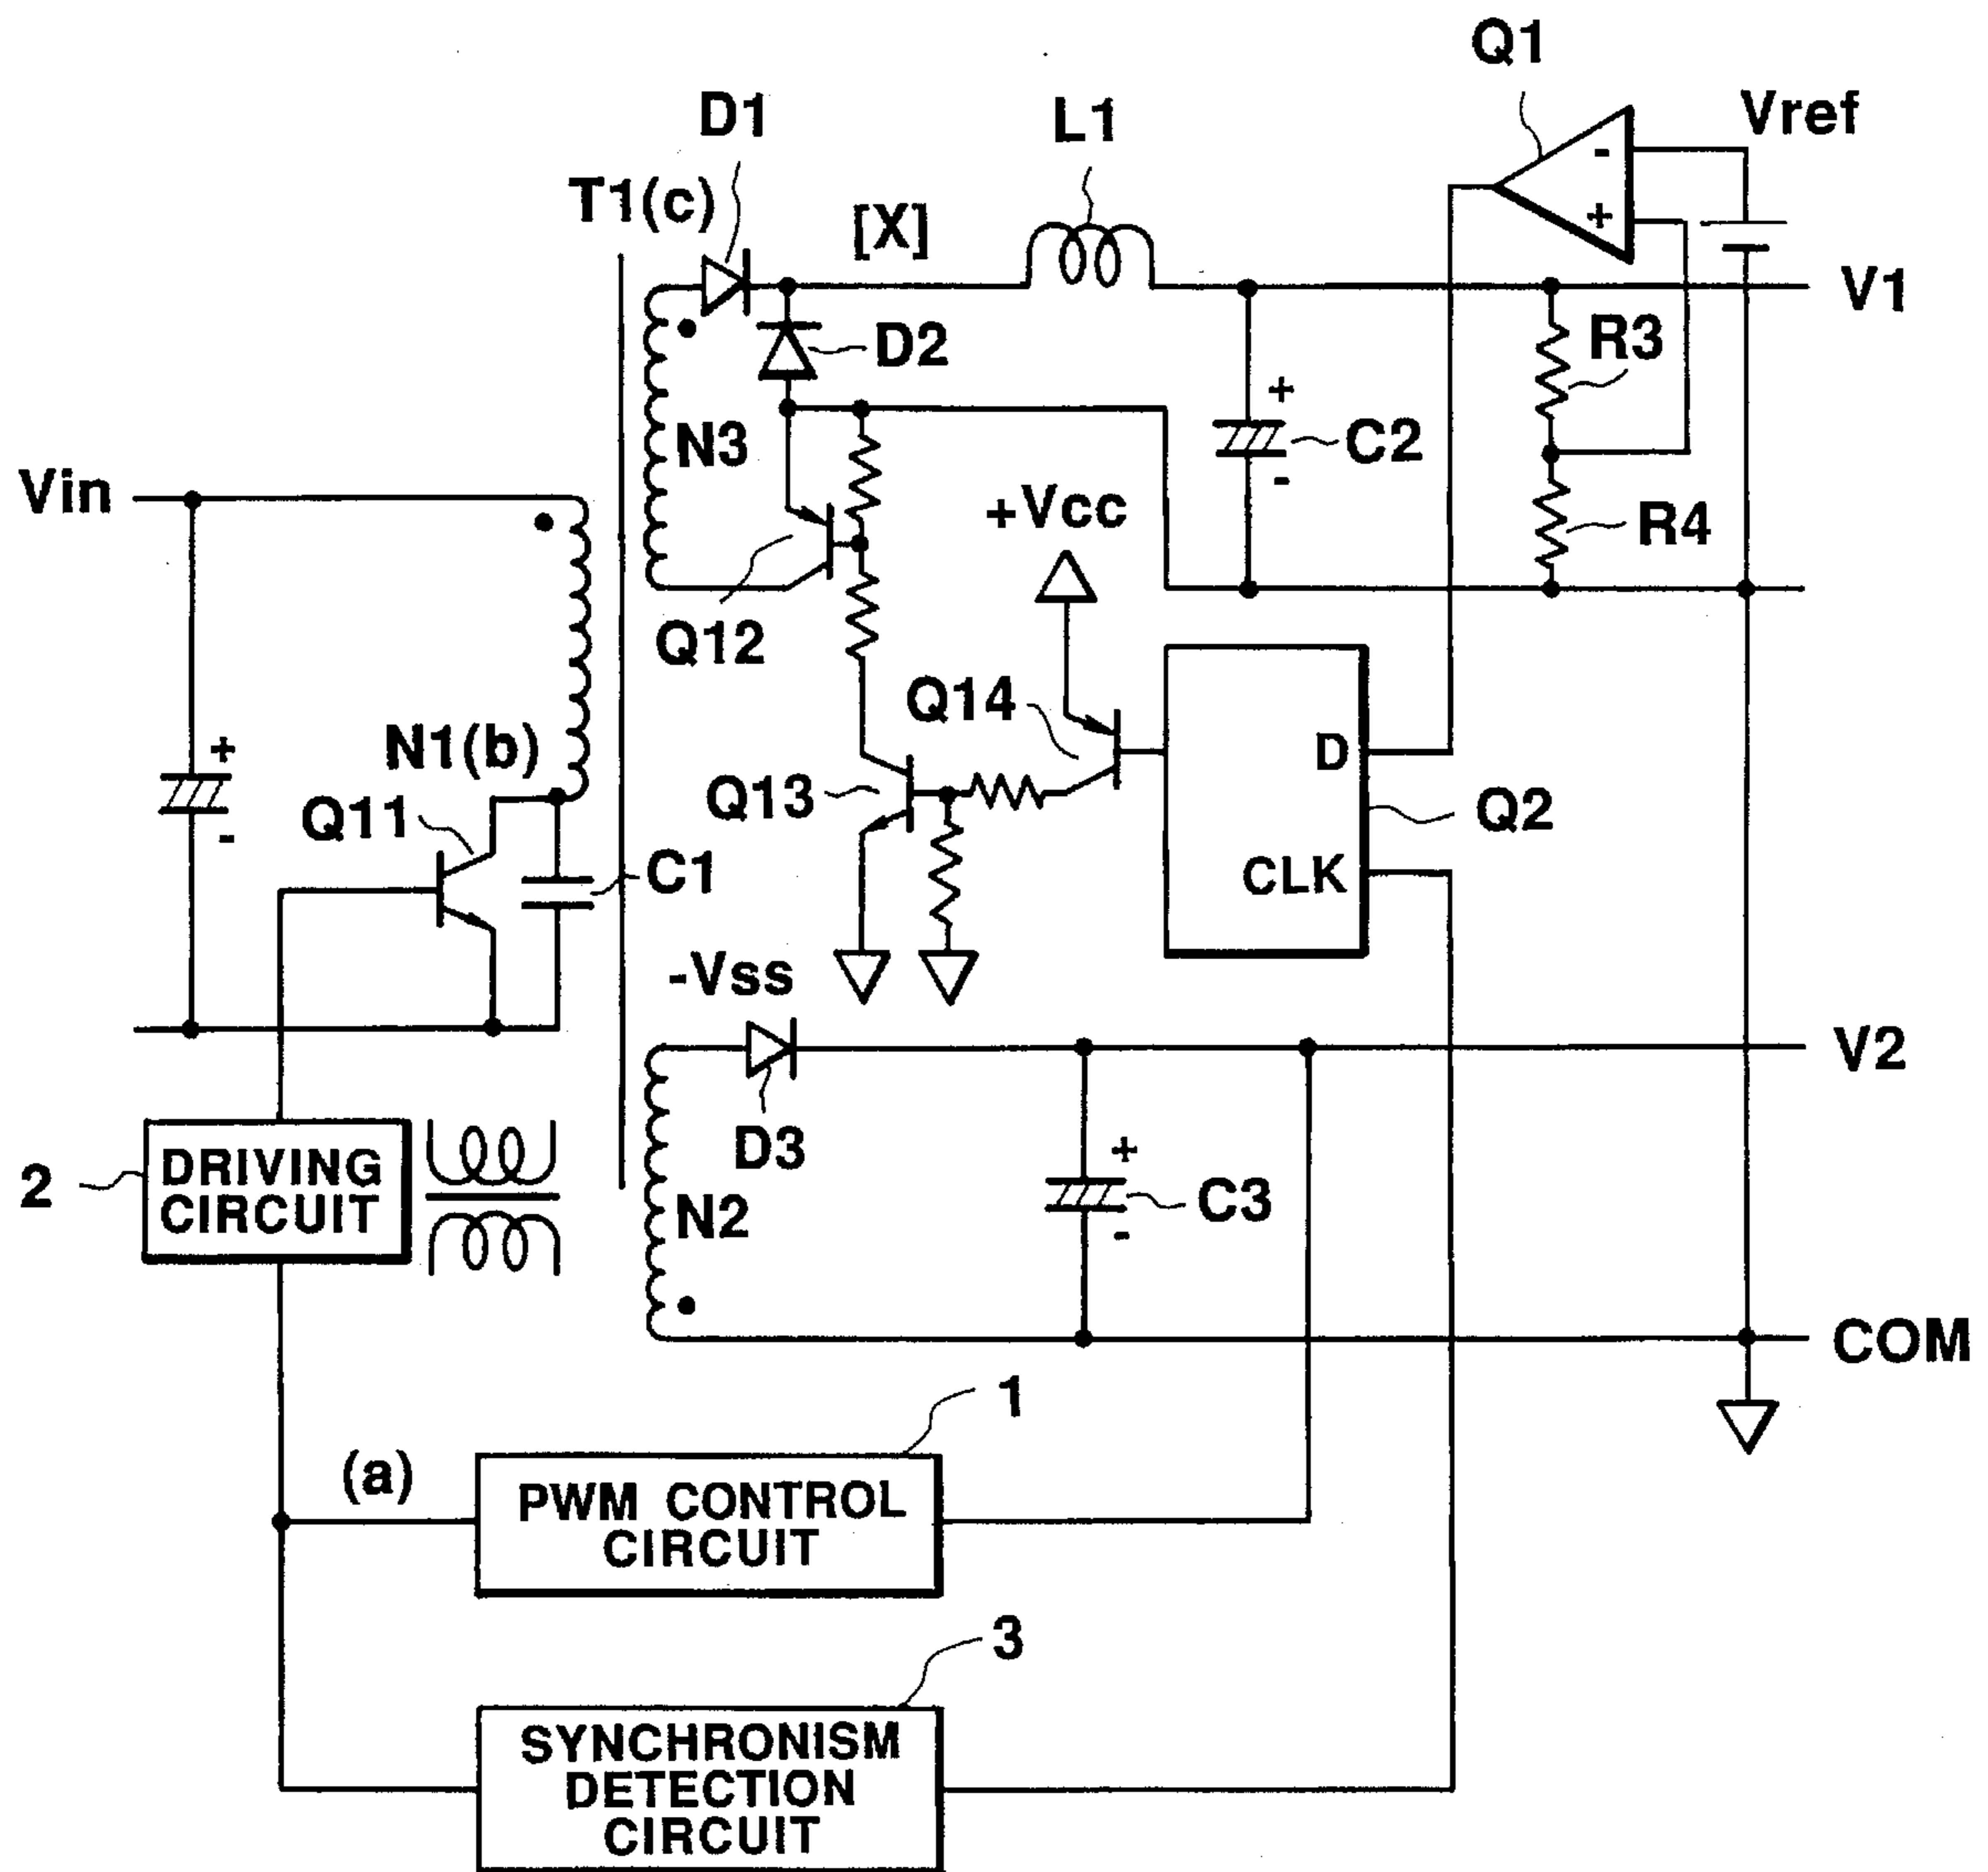 Q1
D1
L1
Vref
T1(c)
[X]
-
+
V1
R3
D2
+
N3
C2
Vin
-
+Vcc
R4
Q12
Q14
N1(b)
+
D
Q11
Q13
Q2
-
C1
CLK
-Vss
V2
D3
+
2
DRIVING
CIRCUIT
N2
C3
-
COM
1
(a)
PWM CONTROL
CIRCUIT
3
SYNCHRONISM
DETECTION
CIRCUIT